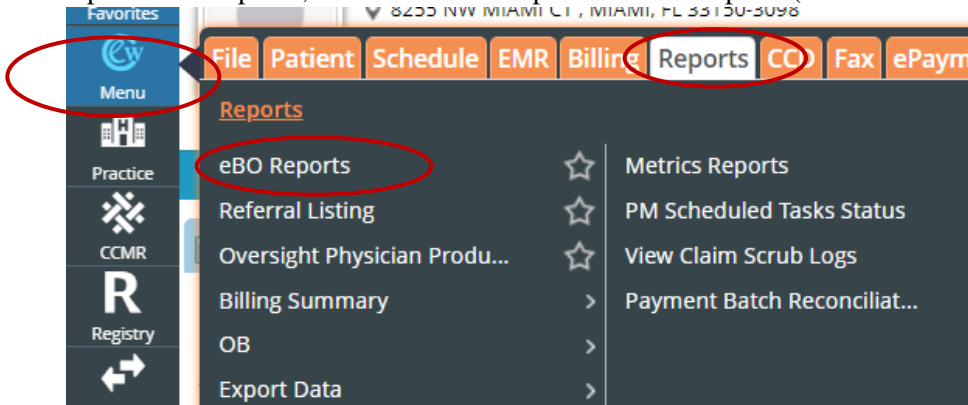 Favorites
8255 NW MIAMI CT , MIAMI, FL 33150-3098
Menu
File Patient Schedule EMR Billing Reports CCD Fax ePaym
Reports
Practice
eBO Reports
Metrics Reports
Referral Listing
PM Scheduled Tasks Status
CCMR
Oversight Physician Produ...
View Claim Scrub Logs
R
Billing Summary
Payment Batch Reconciliat...
Registry
OB
Export Data